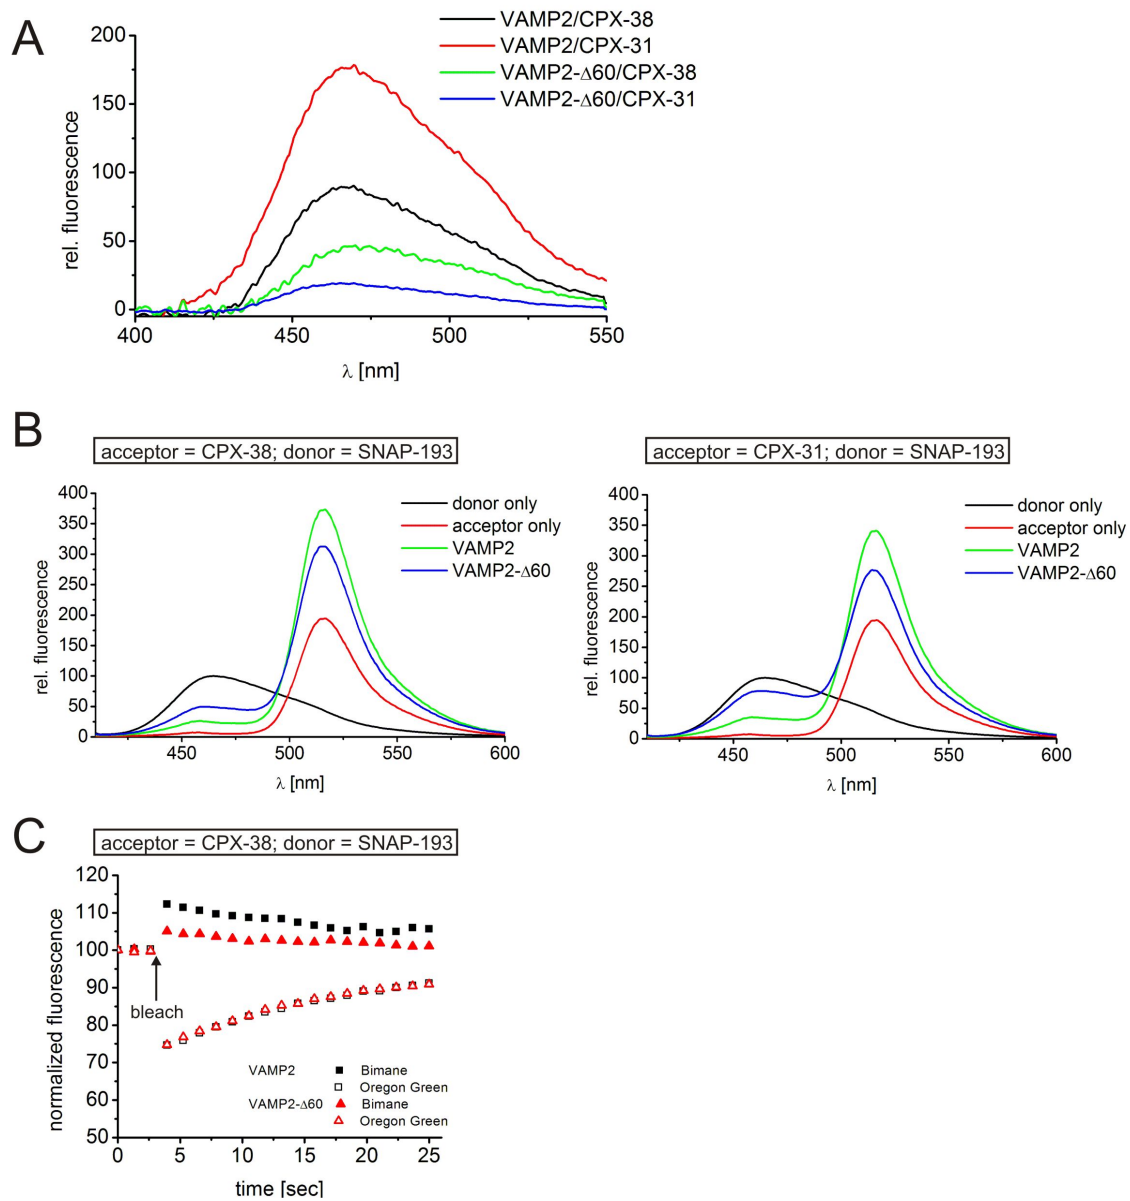 A
VAMP2/CPX-38
VAMP2/CPX-31
VAMP2-Δ60/CPX-38
VAMP2-Δ60/CPX-31
200
150
100
50
0
rel. fluorescence
400 450 500 550
λ [nm]
B
acceptor = CPX-38; donor = SNAP-193
donor only
acceptor only
VAMP2
VAMP2-Δ60
400
350
300
250
200
150
100
50
0
rel. fluorescence
450 500 550 600
λ [nm]
acceptor = CPX-31; donor = SNAP-193
donor only
acceptor only
VAMP2
VAMP2-Δ60
400
350
300
250
200
150
100
50
0
rel. fluorescence
450 500 550 600
λ [nm]
C
acceptor = CPX-38; donor = SNAP-193
120
110
100
90
80
70
60
50
normalized fluorescence
bleach
VAMP2 Bimane
Oregon Green
VAMP2-Δ60 Bimane
Oregon Green
0 5 10 15 20 25
time [sec]